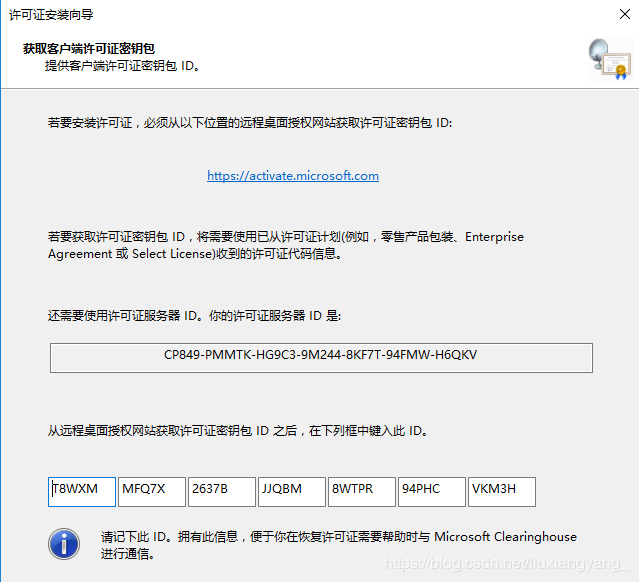 许可证安装向导
获取客户端许可证密钥包
提供客户端许可证密钥包 ID。
若要安装许可证，必须从以下位置的远程桌面授权网站获取许可证密钥包 ID:
https://activate.microsoft.com
若要获取许可证密钥包 ID，将需要使用已从许可证计划(例如，零售产品包装、Enterprise
Agreement 或 Select License)收到的许可证代码信息。
还需要使用许可证服务器 ID。你的许可证服务器 ID 是:
CP849-PMMTK-HG9C3-9M244-8KF7T-94FMW-H6QKV
从远程桌面授权网站获取许可证密钥包 ID 之后，在下列框中键入此 ID。
T8WXM MFQ7X 2637B JJQBM 8WTPR 94PHC VKM3H
请记下此 ID。拥有此信息，便于你在恢复许可证需要帮助时与 Microsoft Clearinghouse
进行通信。
https://blog.csdn.net/liuxiangyang_